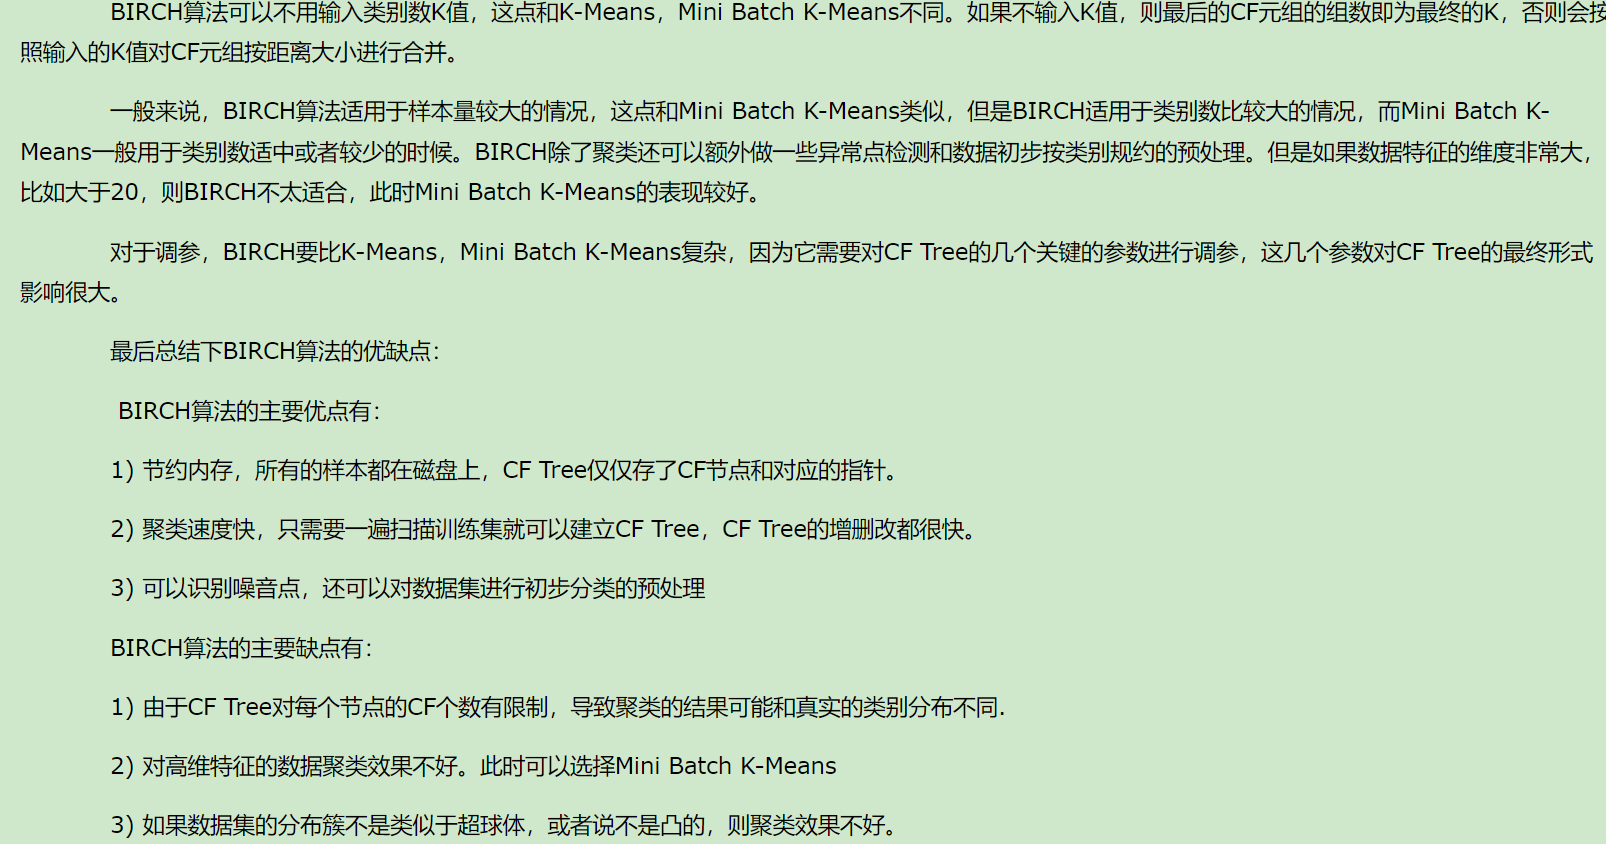 BIRCH算法可以不用输入类别数K值，这点和K-Means，Mini Batch K-Means不同。如果不输入K值，则最后的CF元组的组数即为最终的K，否则会按
照输入的K值对CF元组按距离大小进行合并。
一般来说，BIRCH算法适用于样本量较大的情况，这点和Mini Batch K-Means类似，但是BIRCH适用于类别数比较大的情况，而Mini Batch K-
Means一般用于类别数适中或者较少的时候。BIRCH除了聚类还可以额外做一些异常点检测和数据初步按类别规约的预处理。但是如果数据特征的维度非常大，
比如大于20，则BIRCH不太适合，此时Mini Batch K-Means的表现较好。
对于调参，BIRCH要比K-Means，Mini Batch K-Means复杂，因为它需要对CF Tree的几个关键的参数进行调参，这几个参数对CF Tree的最终形式
影响很大。
最后总结下BIRCH算法的优缺点：
BIRCH算法的主要优点有：
1) 节约内存，所有的样本都在磁盘上，CF Tree仅仅存了CF节点和对应的指针。
2) 聚类速度快，只需要一遍扫描训练集就可以建立CF Tree，CF Tree的增删改都很快。
3) 可以识别噪音点，还可以对数据集进行初步分类的预处理
BIRCH算法的主要缺点有：
1) 由于CF Tree对每个节点的CF个数有限制，导致聚类的结果可能和真实的类别分布不同.
2) 对高维特征的数据聚类效果不好。此时可以选择Mini Batch K-Means
3) 如果数据集的分布簇不是类似于超球体，或者说不是凸的，则聚类效果不好。